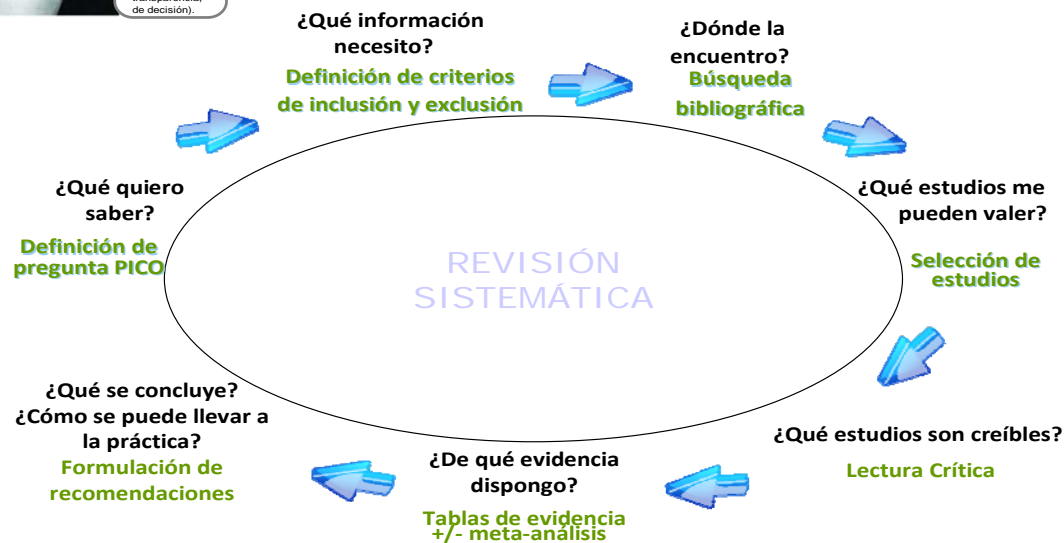 transparencia,
de decisión).
¿Qué información
necesito?
Definición de criterios
de inclusión y exclusión
¿Dónde la
encuentro?
Búsqueda
bibliográfica
¿Qué estudios me
pueden valer?
Selección de
estudios
¿Qué estudios son creíbles?
Lectura Crítica
¿De qué evidencia
dispongo?
Tablas de evidencia
+/- meta-análisis
¿Qué se concluye?
¿Cómo se puede llevar a
la práctica?
Formulación de
recomendaciones
¿Qué quiero
saber?
Definición de
pregunta PICO
REVISIÓN
SISTEMÁTICA